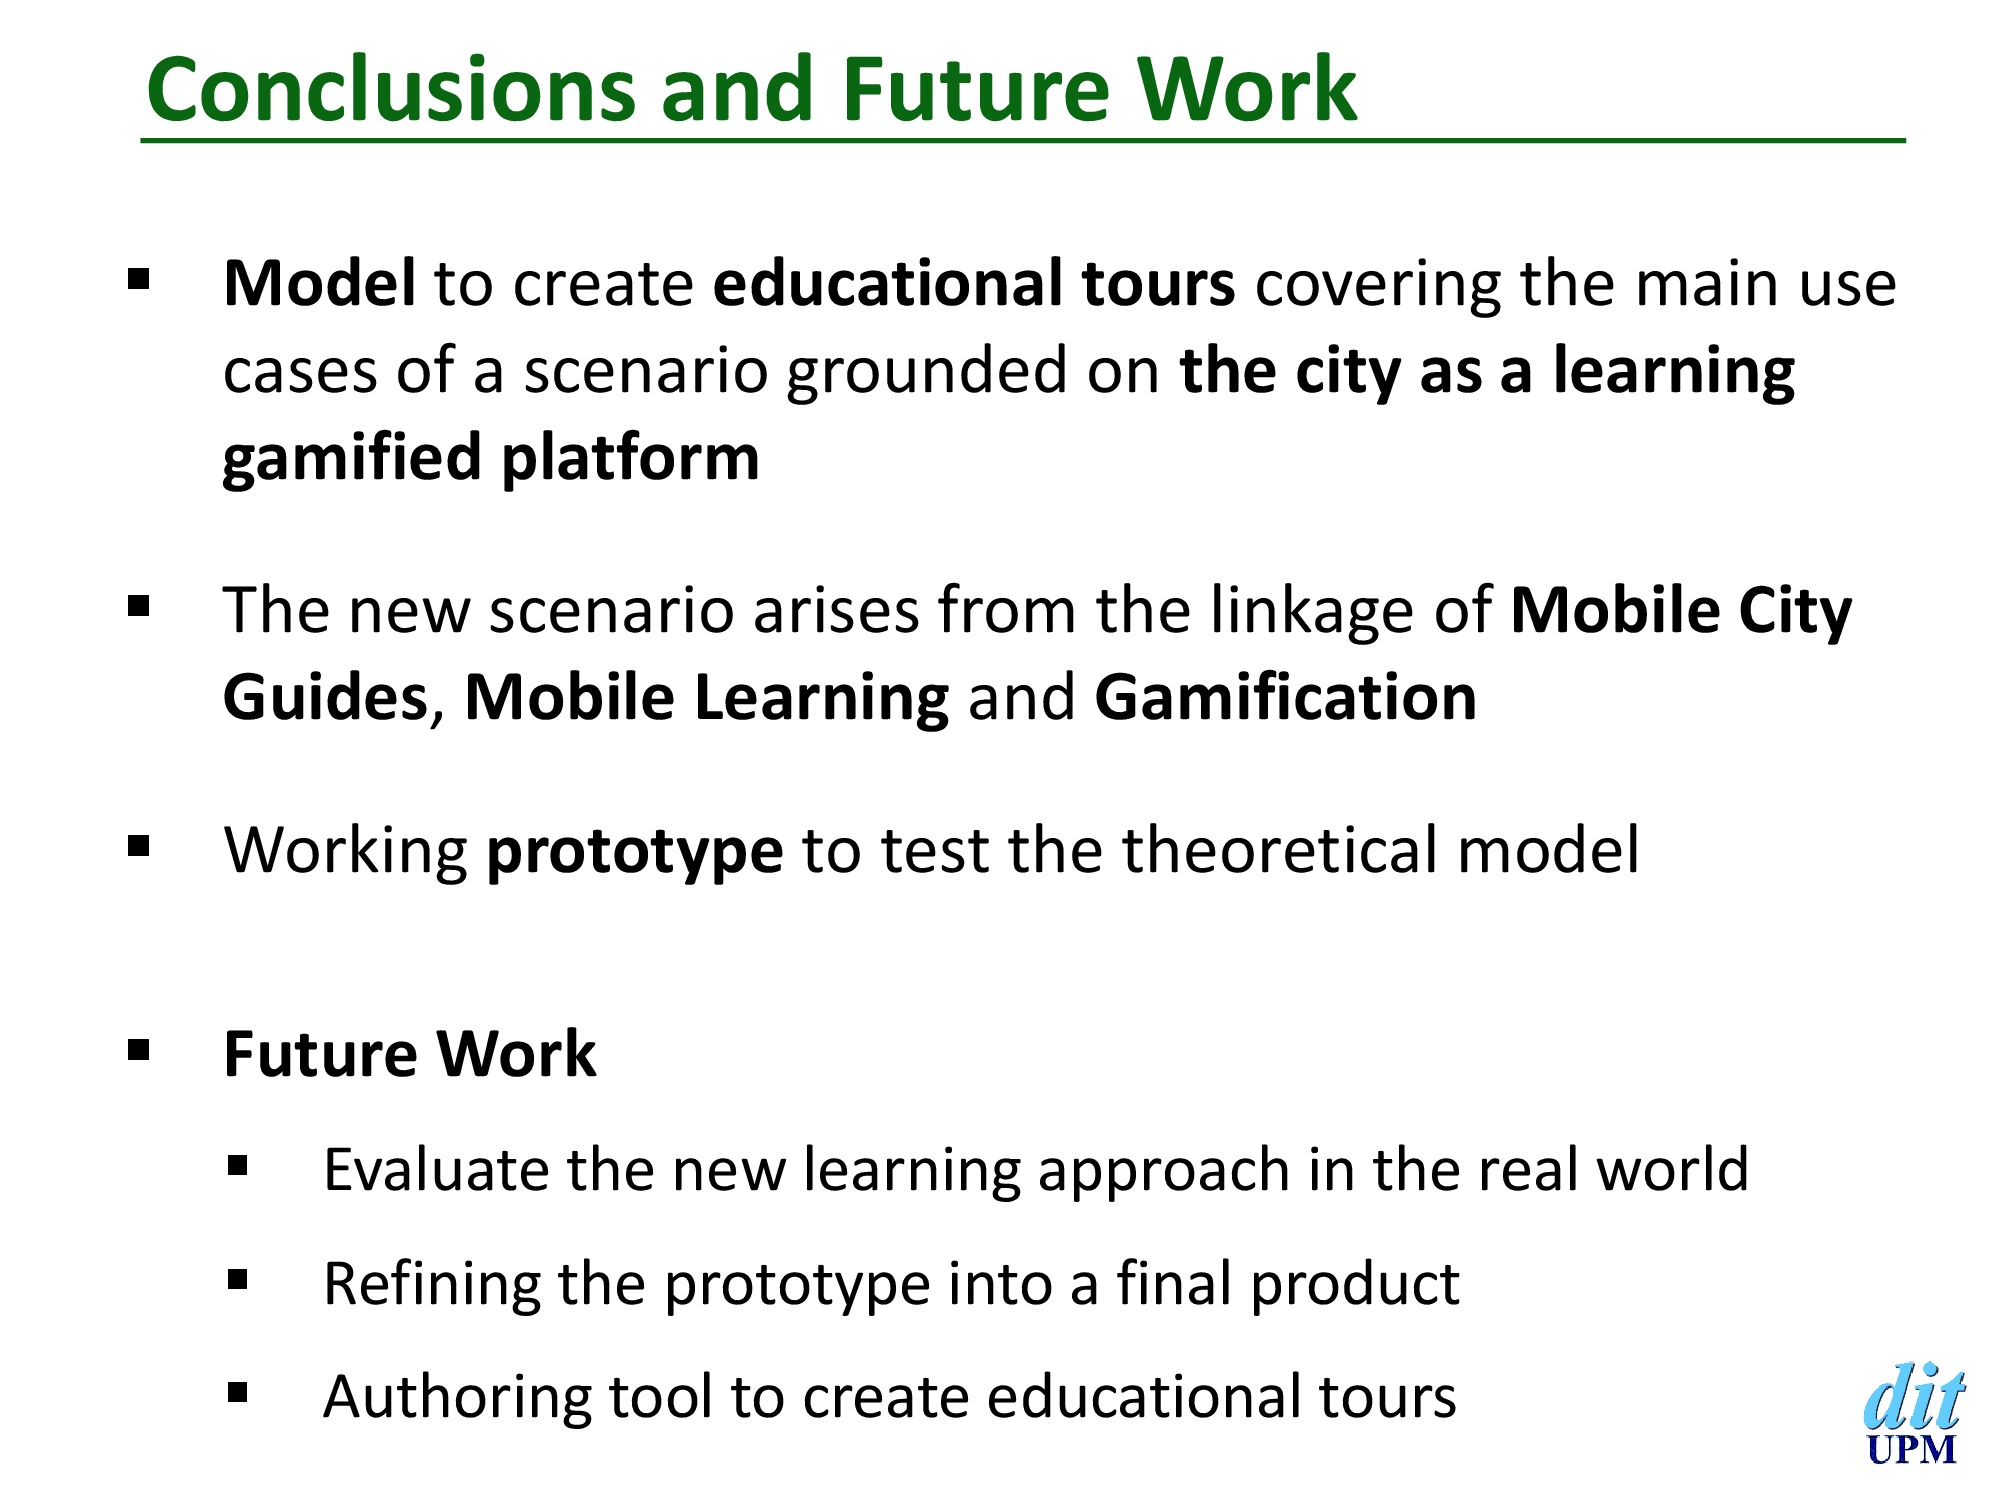 Conclusions and Future Work
▪ Model to create educational tours covering the main use
cases of a scenario grounded on the city as a learning
gamified platform
▪ The new scenario arises from the linkage of Mobile City
Guides, Mobile Learning and Gamification
▪ Working prototype to test the theoretical model
▪ Future Work
▪ Evaluate the new learning approach in the real world
▪ Refining the prototype into a final product
▪ Authoring tool to create educational tours
dit
UPM